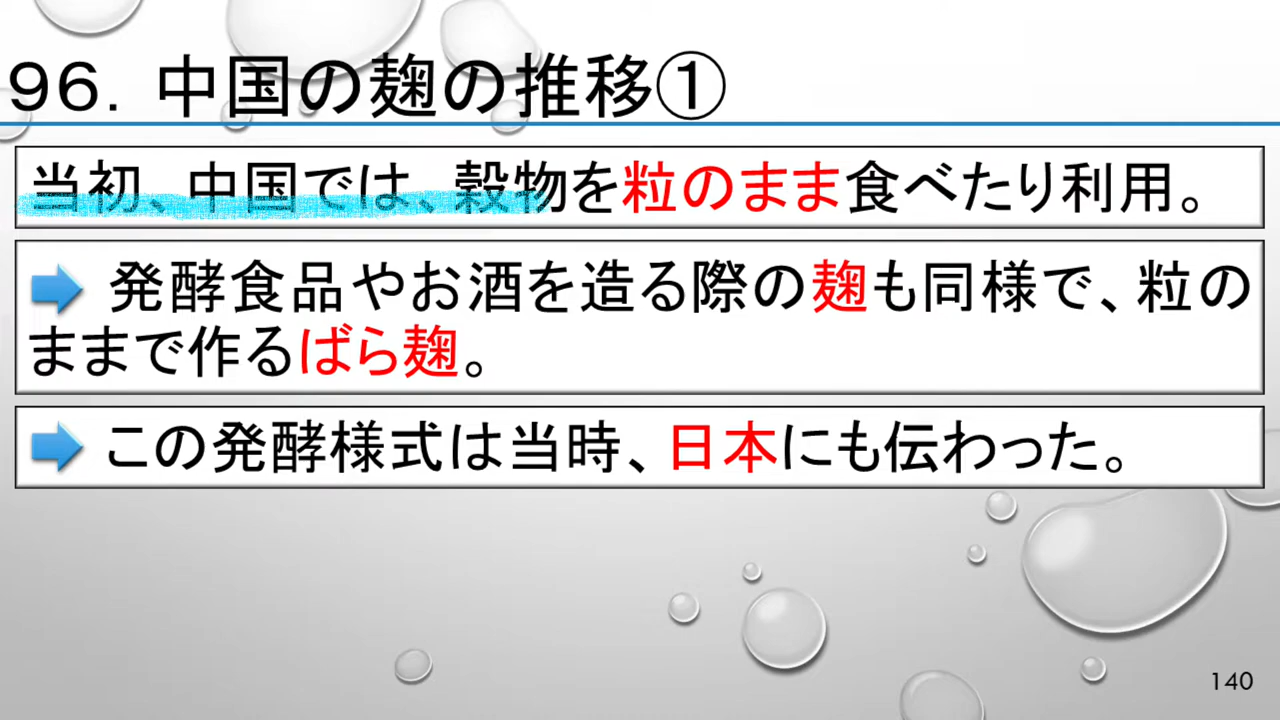 96．中国の麹の推移①
当初、中国では、穀物を粒のまま食べたり利用。
発酵食品やお酒を造る際の麹も同様で、粒の
ままで作るばら麹。
この発酵様式は当時、日本にも伝わった。
140